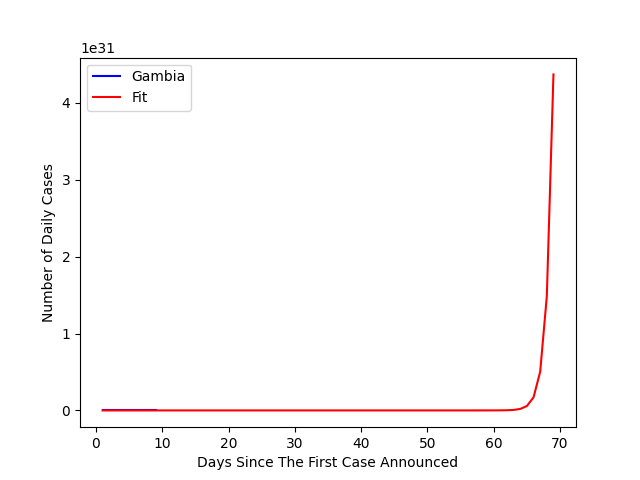 1e31
Gambia
Fit
4
3
2
1
0
Number of Daily Cases
0 10 20 30 40 50 60 70
Days Since The First Case Announced